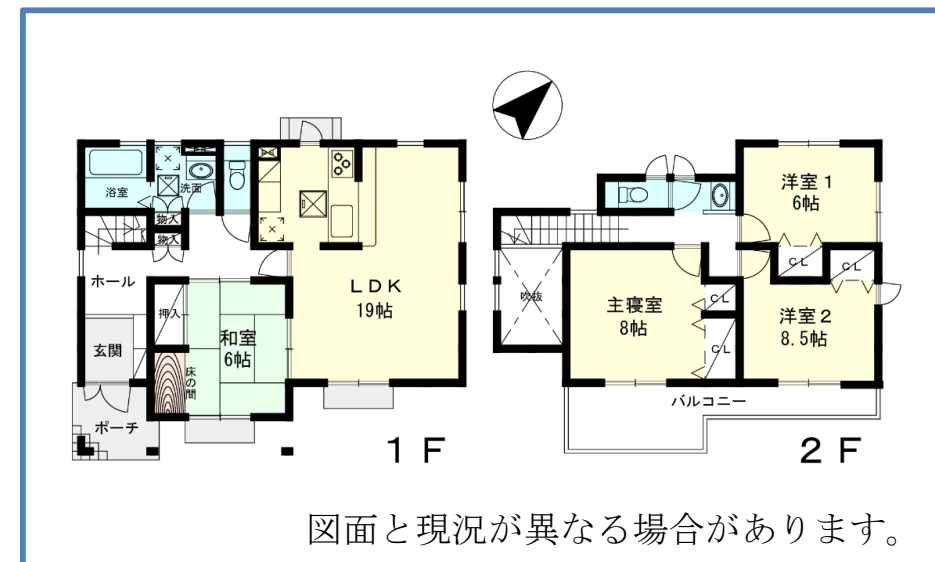 浴室
洗面
物入
物入
ホール
押入
和室
6帖
床の間
玄関
ポーチ
LDK
19帖
1F
吹抜
主寝室
8帖
CL
CL
洋室1
6帖
CL
CL
洋室2
8.5帖
バルコニー
2F
図面と現況が異なる場合があります。